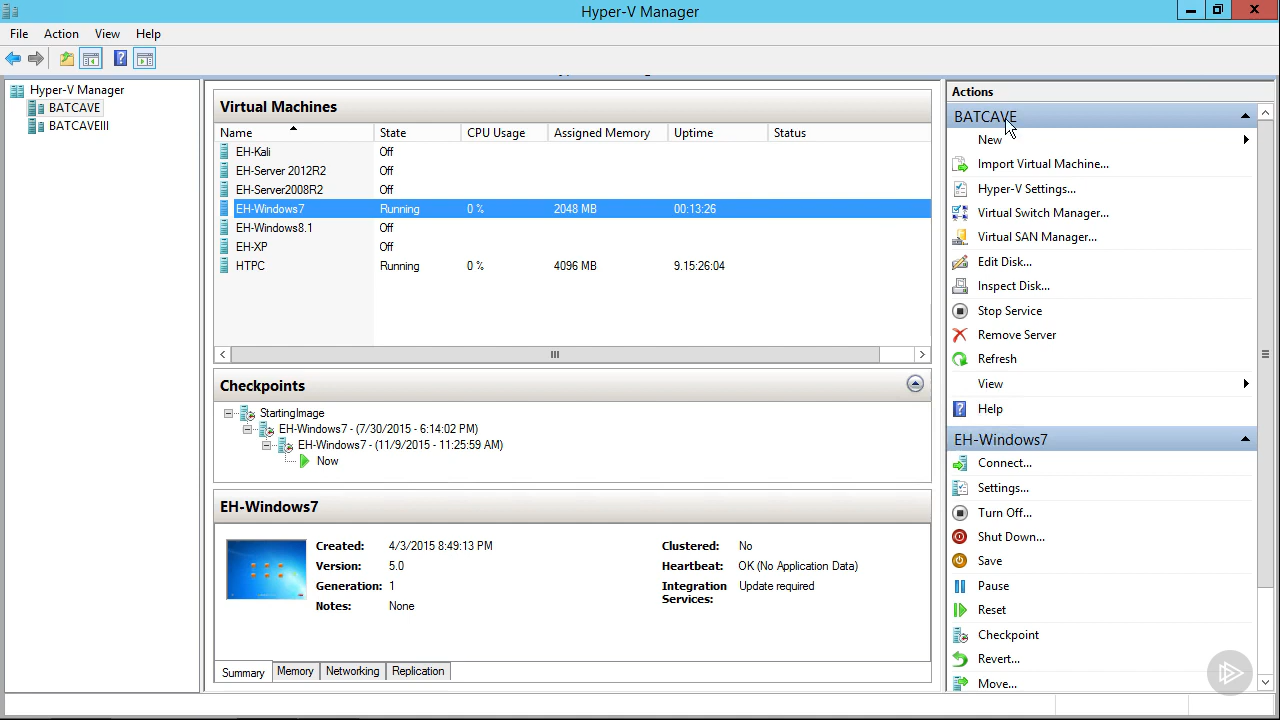 Hyper-V Manager
File Action View Help
Hyper-V Manager
BATCAVE
BATCAVEIII
Virtual Machines
Name State CPU Usage Assigned Memory Uptime Status
EH-Kali Off
EH-Server 2012R2 Off
EH-Server2008R2 Off
EH-Windows7 Running 0 % 2048 MB 00:13:26
EH-Windows8.1 Off
EH-XP Off
HTPC Running 0 % 4096 MB 9.15:26:04
Checkpoints
StartingImage
EH-Windows7 - (7/30/2015 - 6:14:02 PM)
EH-Windows7 - (11/9/2015 - 11:25:59 AM)
Now
EH-Windows7
Created: 4/3/2015 8:49:13 PM
Version: 5.0
Generation: 1
Notes: None
Clustered: No
Heartbeat: OK (No Application Data)
Integration Services: Update required
Summary Memory Networking Replication
Actions
BATCAVE
New
Import Virtual Machine...
Hyper-V Settings...
Virtual Switch Manager...
Virtual SAN Manager...
Edit Disk...
Inspect Disk...
Stop Service
Remove Server
Refresh
View
Help
EH-Windows7
Connect...
Settings...
Turn Off...
Shut Down...
Save
Pause
Reset
Checkpoint
Revert...
Move...